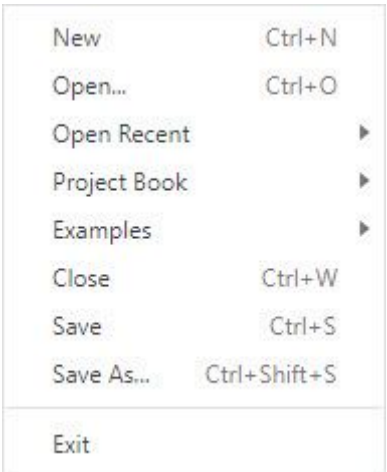 New Ctrl+N
Open... Ctrl+O
Open Recent
Project Book
Examples
Close Ctrl+W
Save Ctrl+S
Save As... Ctrl+Shift+S
Exit